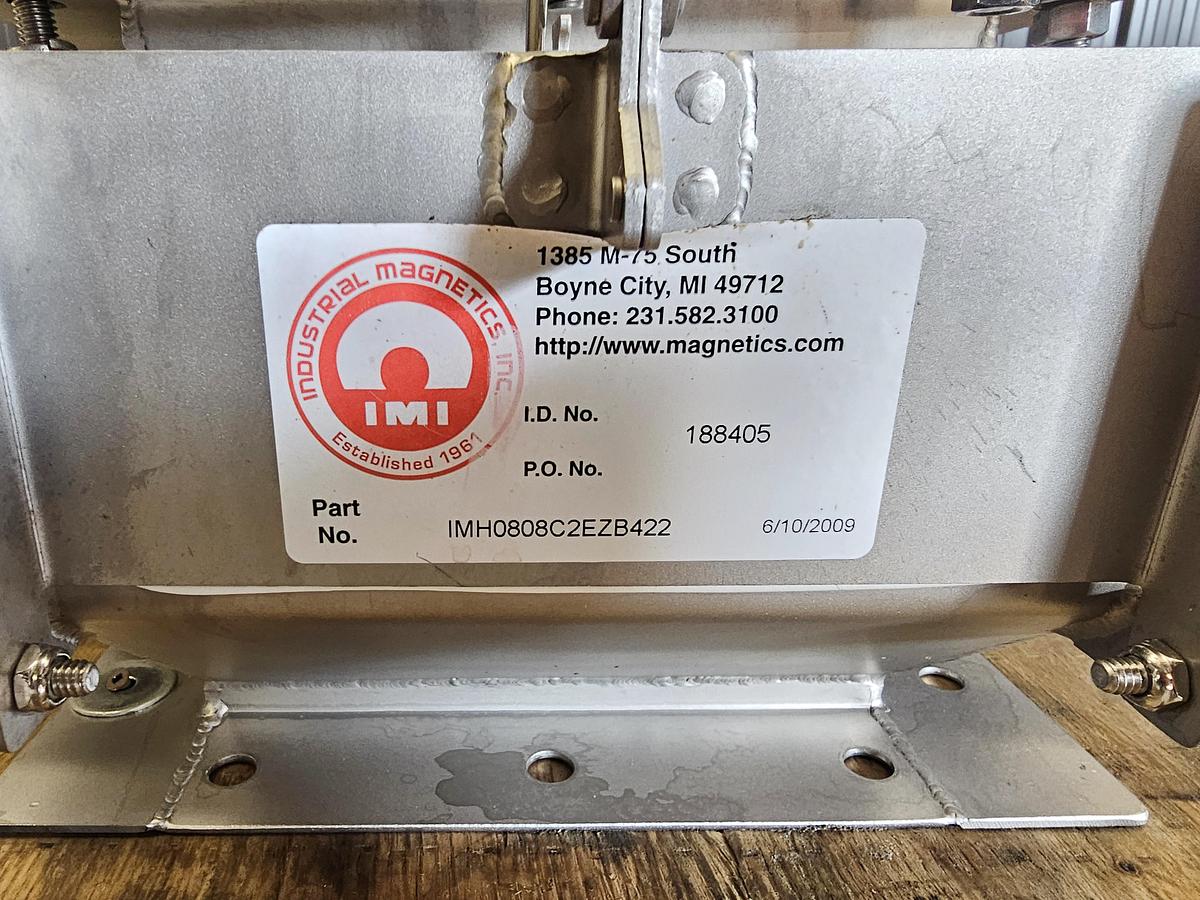 INDUSTRIAL MAGNETICS, INC.
IMI
Established 1961
1385 M-75 South
Boyne City, MI 49712
Phone: 231.582.3100
http://www.magnetics.com
I.D. No.
188405
P.O. No.
Part
No.
IMH0808C2EZB422
6/10/2009